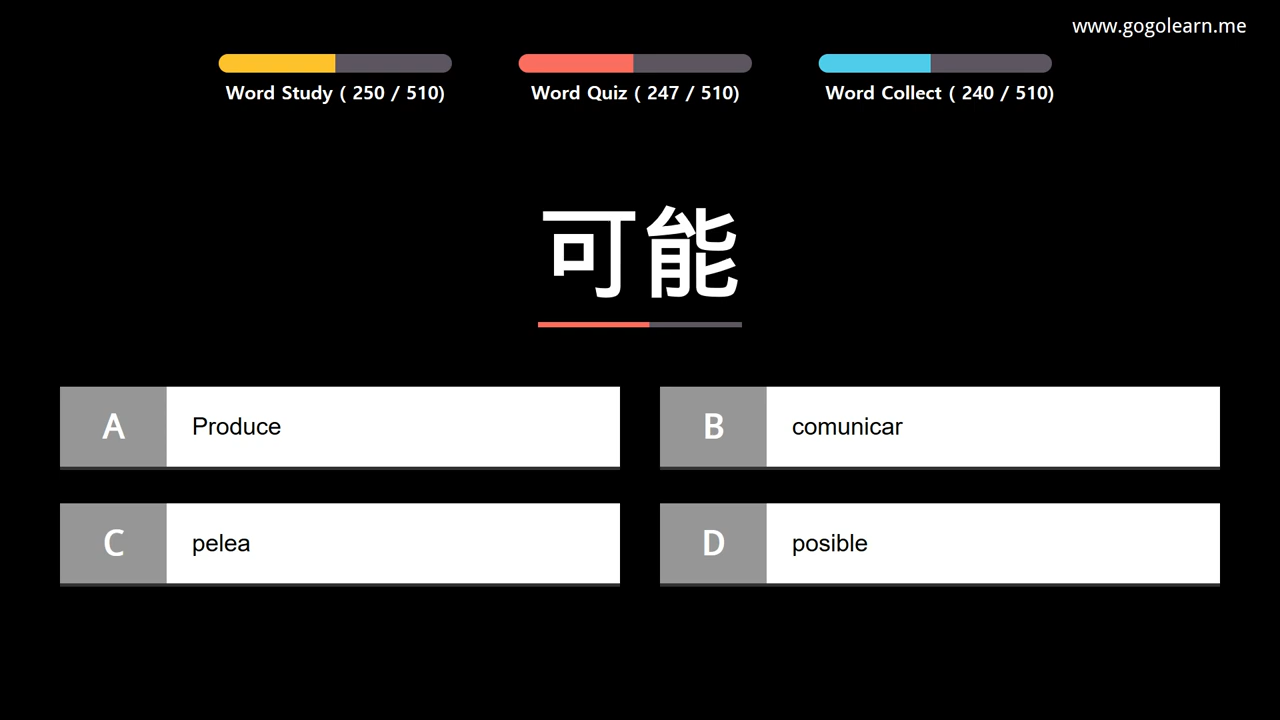 www.gogolearn.me
Word Study ( 250 / 510)
Word Quiz ( 247 / 510)
Word Collect ( 240 / 510)
可能
A Produce
B comunicar
C pelea
D posible